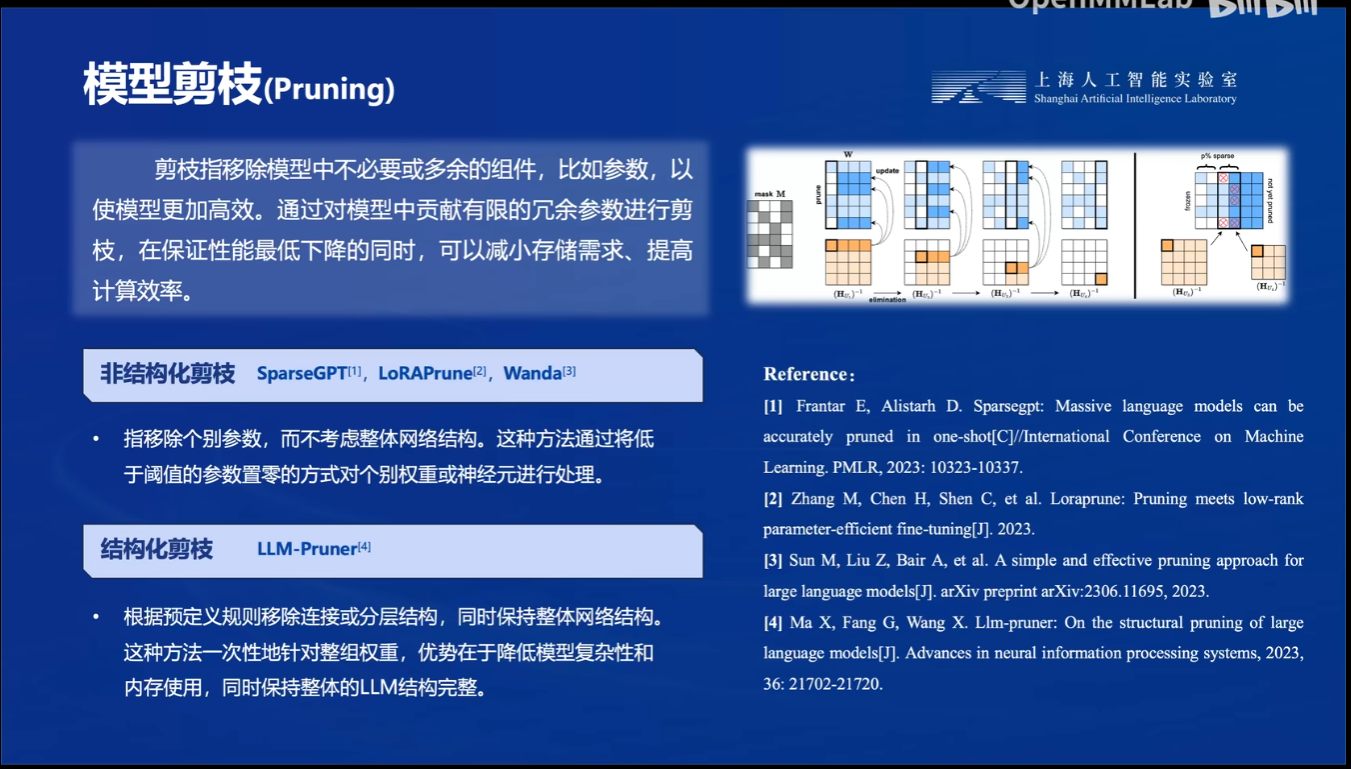 OpenMMLab bilibili
模型剪枝(Pruning)
上海人工智能实验室
Shanghai Artificial Intelligence Laboratory
剪枝指移除模型中不必要或多余的组件，比如参数，以
使模型更加高效。通过对模型中贡献有限的冗余参数进行剪
枝，在保证性能最低下降的同时，可以减小存储需求、提高
计算效率。
mask M
W
prune
update
(H_{U_1})^{-1}
elimination
(H_{U_2})^{-1}
(H_{U_3})^{-1}
(H_{U_4})^{-1}
p% sparse
frozen
not yet pruned
非结构化剪枝 SparseGPT[1]，LoRAPrune[2]，Wanda[3]
• 指移除个别参数，而不考虑整体网络结构。这种方法通过将低
于阈值的参数置零的方式对个别权重或神经元进行处理。
结构化剪枝 LLM-Pruner[4]
• 根据预定义规则移除连接或分层结构，同时保持整体网络结构。
这种方法一次性地针对整组权重，优势在于降低模型复杂性和
内存使用，同时保持整体的LLM结构完整。
Reference：
[1] Frantar E, Alistarh D. Sparsegpt: Massive language models can be
accurately pruned in one-shot[C]//International Conference on Machine
Learning. PMLR, 2023: 10323-10337.
[2] Zhang M, Chen H, Shen C, et al. Loraprune: Pruning meets low-rank
parameter-efficient fine-tuning[J]. 2023.
[3] Sun M, Liu Z, Bair A, et al. A simple and effective pruning approach for
large language models[J]. arXiv preprint arXiv:2306.11695, 2023.
[4] Ma X, Fang G, Wang X. Llm-pruner: On the structural pruning of large
language models[J]. Advances in neural information processing systems, 2023,
36: 21702-21720.